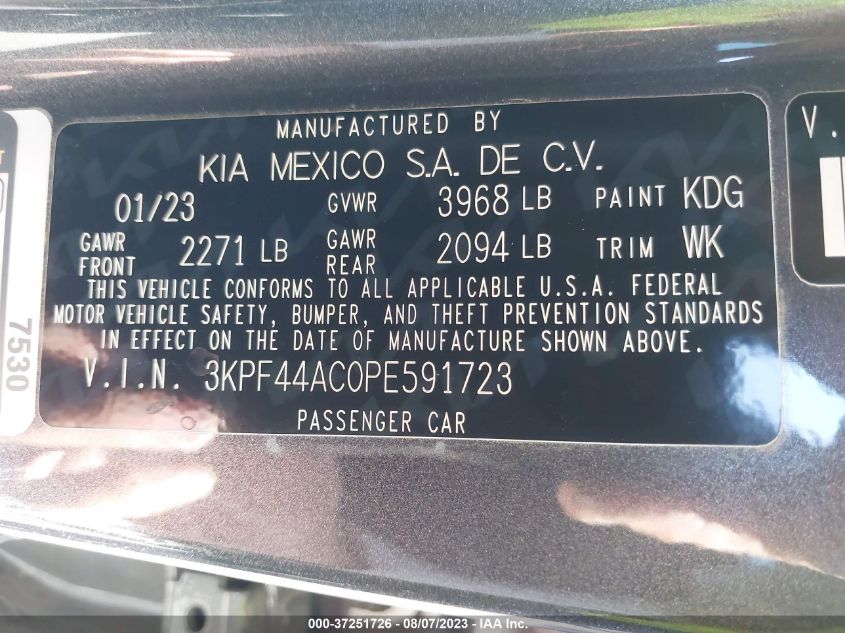 MANUFACTURED BY
KIA MEXICO S.A. DE C.V.
01/23 GVWR 3968 LB PAINT KDG
GAWR FRONT 2271 LB GAWR REAR 2094 LB TRIM WK
THIS VEHICLE CONFORMS TO ALL APPLICABLE U.S.A. FEDERAL
MOTOR VEHICLE SAFETY, BUMPER, AND THEFT PREVENTION STANDARDS
IN EFFECT ON THE DATE OF MANUFACTURE SHOWN ABOVE.
V.I.N. 3KPF44AC0PE591723
PASSENGER CAR
7530
V.
000-37251726 - 08/07/2023 - IAA Inc.